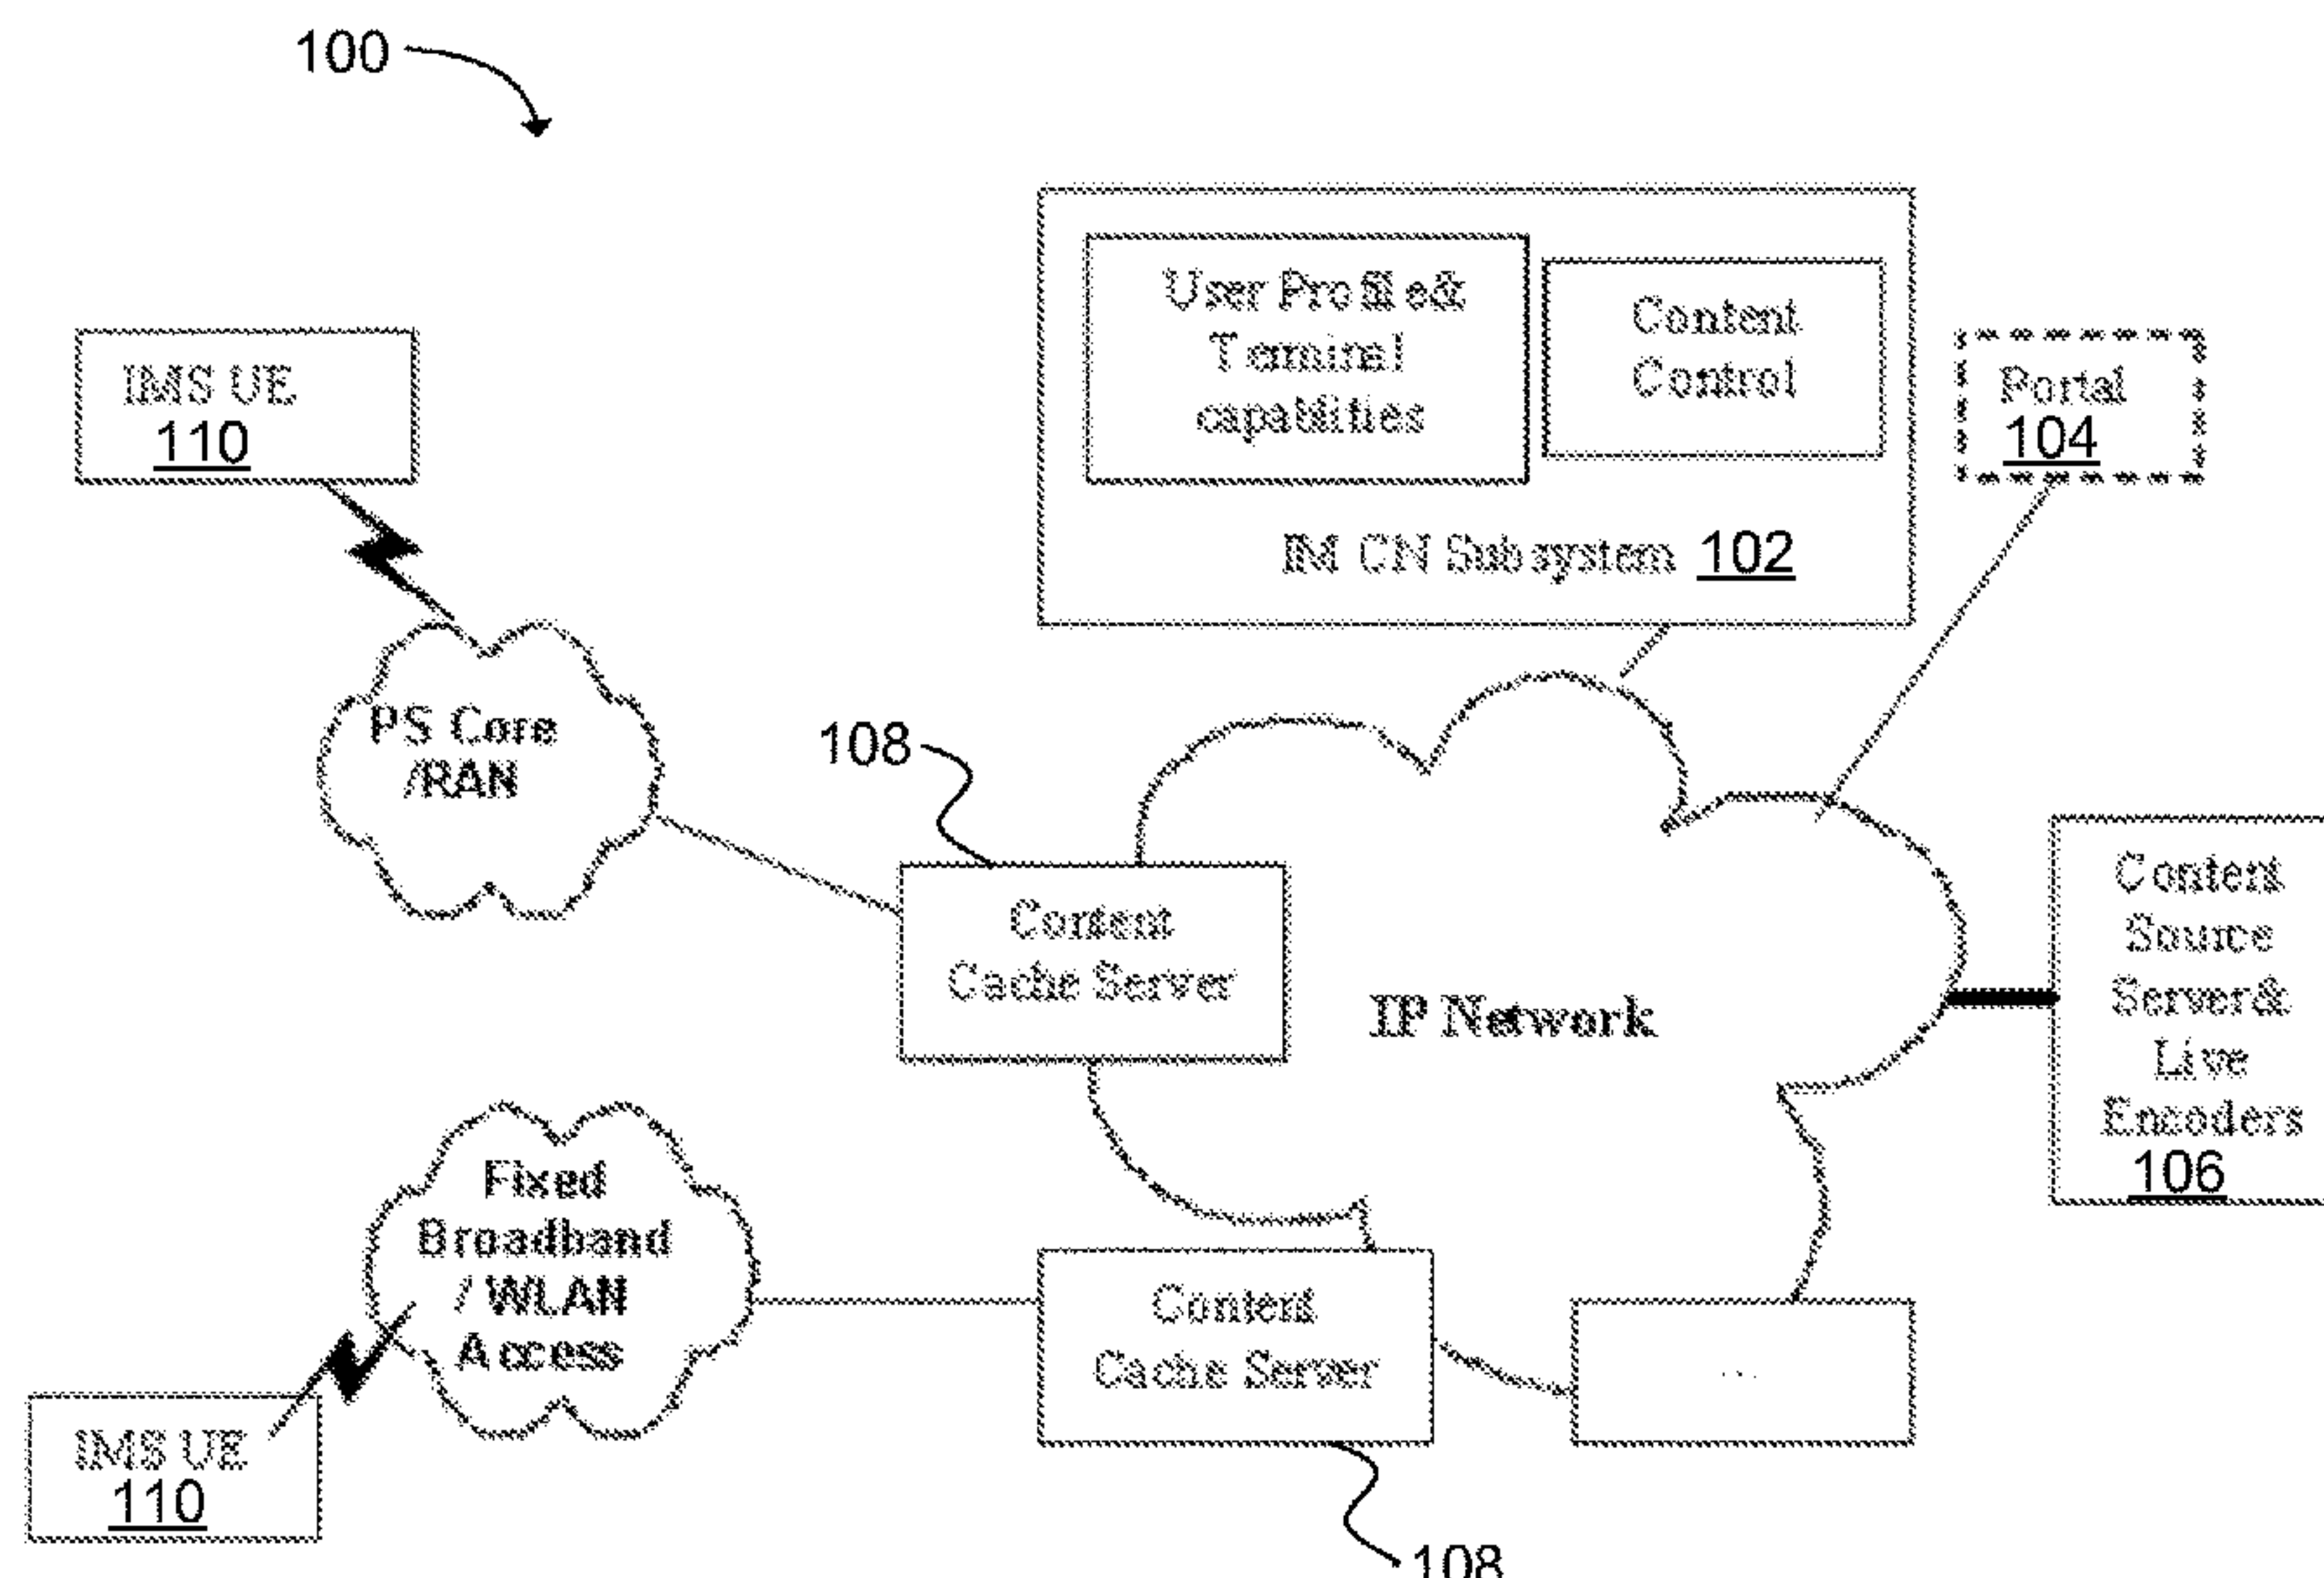 100
User Profile &
Terminal
capabilities
Content
Control
IM CN Subsystem 102
Portal
104
IMS UE
110
PS Core
/RAN
108
Content
Cache Server
IP Network
Content
Source
Server &
Live
Encoders
106
Fixed
Broadband
/ WLAN
Access
Content
Cache Server
...
IMS UE
110
108